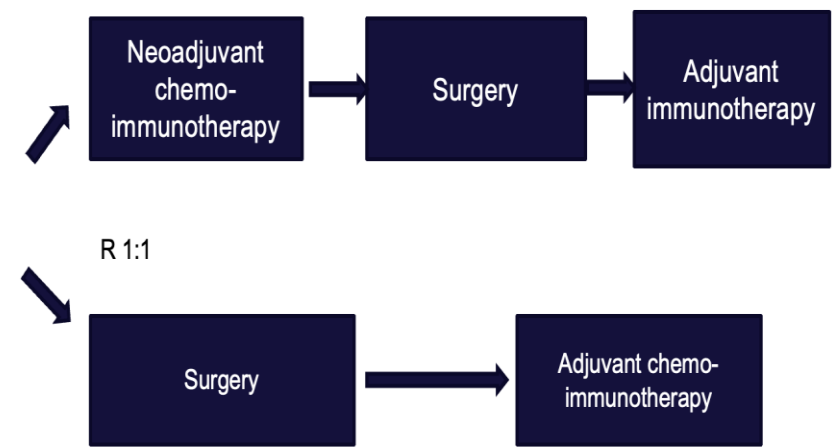 Neoadjuvant
chemo-
immunotherapy
Surgery
Adjuvant
immunotherapy
R 1:1
Surgery
Adjuvant chemo-
immunotherapy